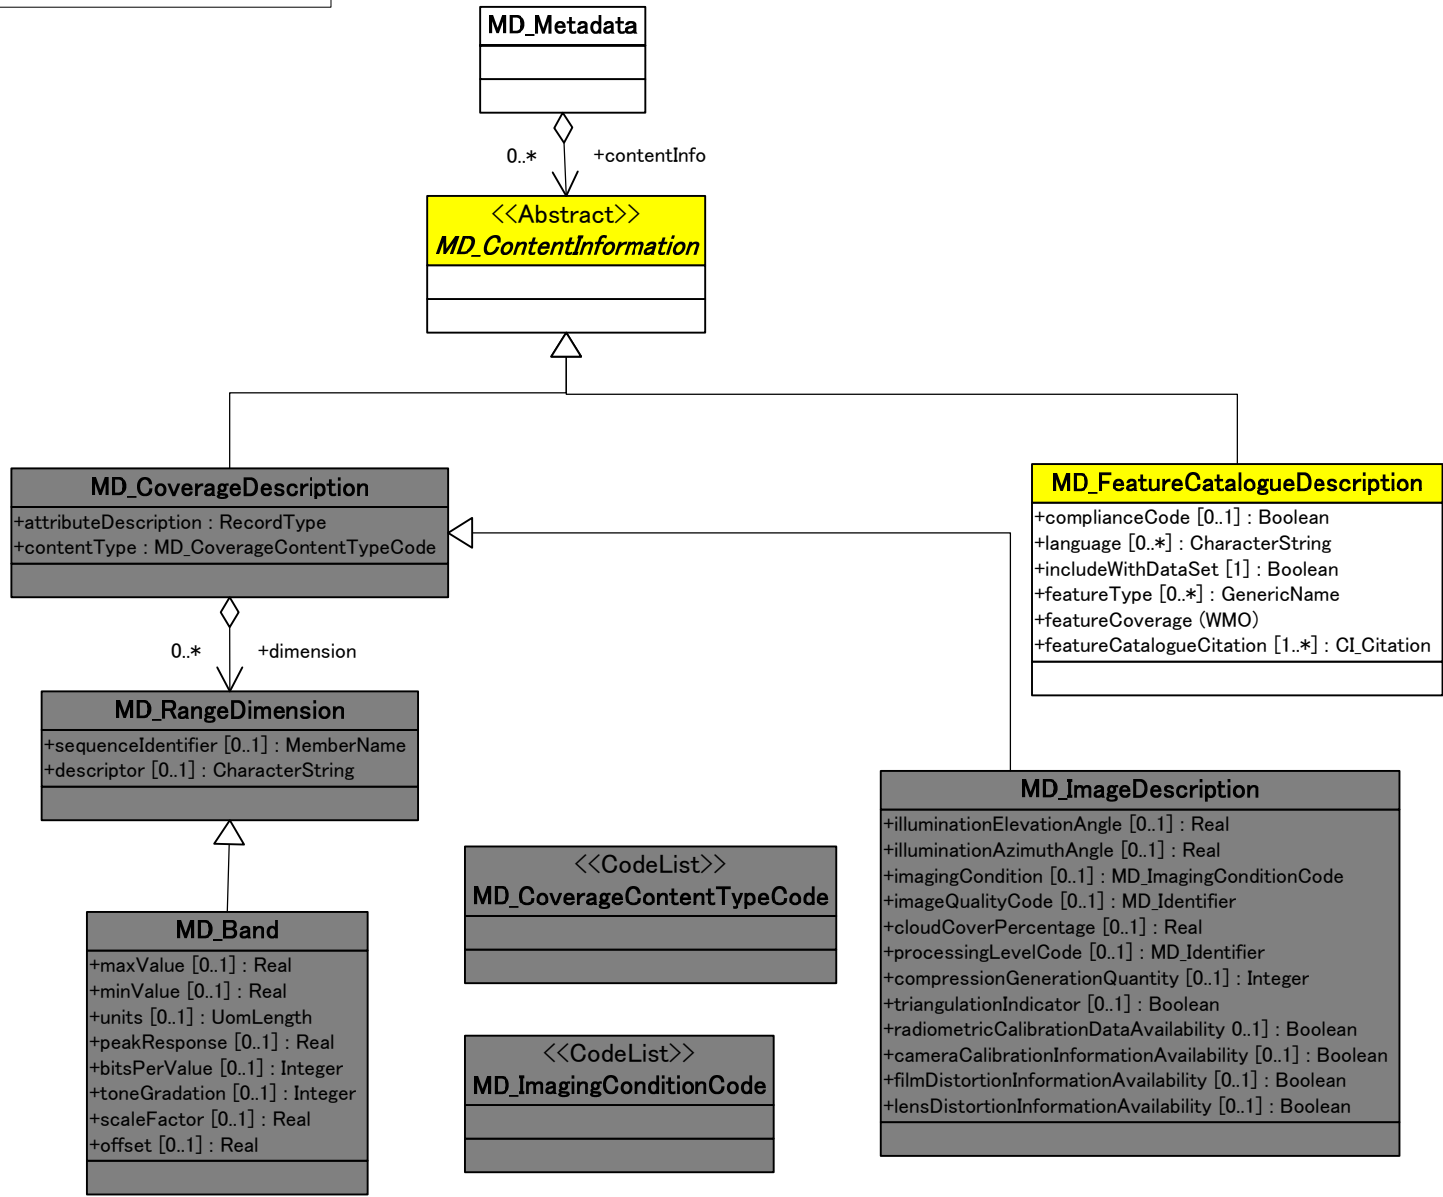 MD_Metadata
0..*
+contentInfo
<<Abstract>>
MD_ContentInformation
MD_CoverageDescription
+attributeDescription : RecordType
+contentType : MD_CoverageContentTypeCode
MD_FeatureCatalogueDescription
+complianceCode [0..1] : Boolean
+language [0..*] : CharacterString
+includeWithDataSet [1] : Boolean
+featureType [0..*] : GenericName
+featureCoverage (WMO)
+featureCatalogueCitation [1..*] : CI_Citation
0..*
+dimension
MD_RangeDimension
+sequenceIdentifier [0..1] : MemberName
+descriptor [0..1] : CharacterString
MD_ImageDescription
+illuminationElevationAngle [0..1] : Real
+illuminationAzimuthAngle [0..1] : Real
+imagingCondition [0..1] : MD_ImagingConditionCode
+imageQualityCode [0..1] : MD_Identifier
+cloudCoverPercentage [0..1] : Real
+processingLevelCode [0..1] : MD_Identifier
+compressionGenerationQuantity [0..1] : Integer
+triangulationIndicator [0..1] : Boolean
+radiometricCalibrationDataAvailability 0..1] : Boolean
+cameraCalibrationInformationAvailability [0..1] : Boolean
+filmDistortionInformationAvailability [0..1] : Boolean
+lensDistortionInformationAvailability [0..1] : Boolean
<<CodeList>>
MD_CoverageContentTypeCode
MD_Band
+maxValue [0..1] : Real
+minValue [0..1] : Real
+units [0..1] : UomLength
+peakResponse [0..1] : Real
+bitsPerValue [0..1] : Integer
+toneGradation [0..1] : Integer
+scaleFactor [0..1] : Real
+offset [0..1] : Real
<<CodeList>>
MD_ImagingConditionCode